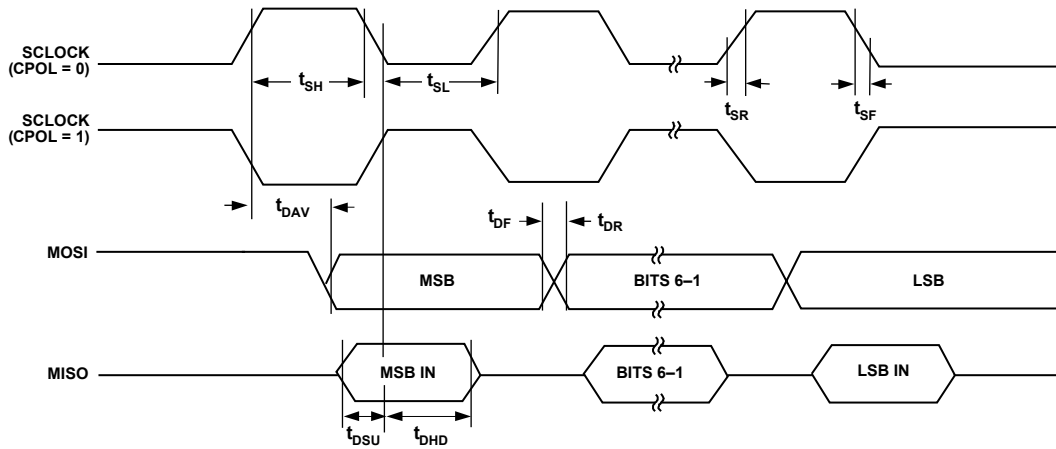 SCLOCK
(CPOL = 0)
tSH
tSL
tSR
tSF
SCLOCK
(CPOL = 1)
tDAV
tDF
tDR
MOSI
MSB
BITS 6–1
LSB
MISO
MSB IN
BITS 6–1
LSB IN
tDSU
tDHD